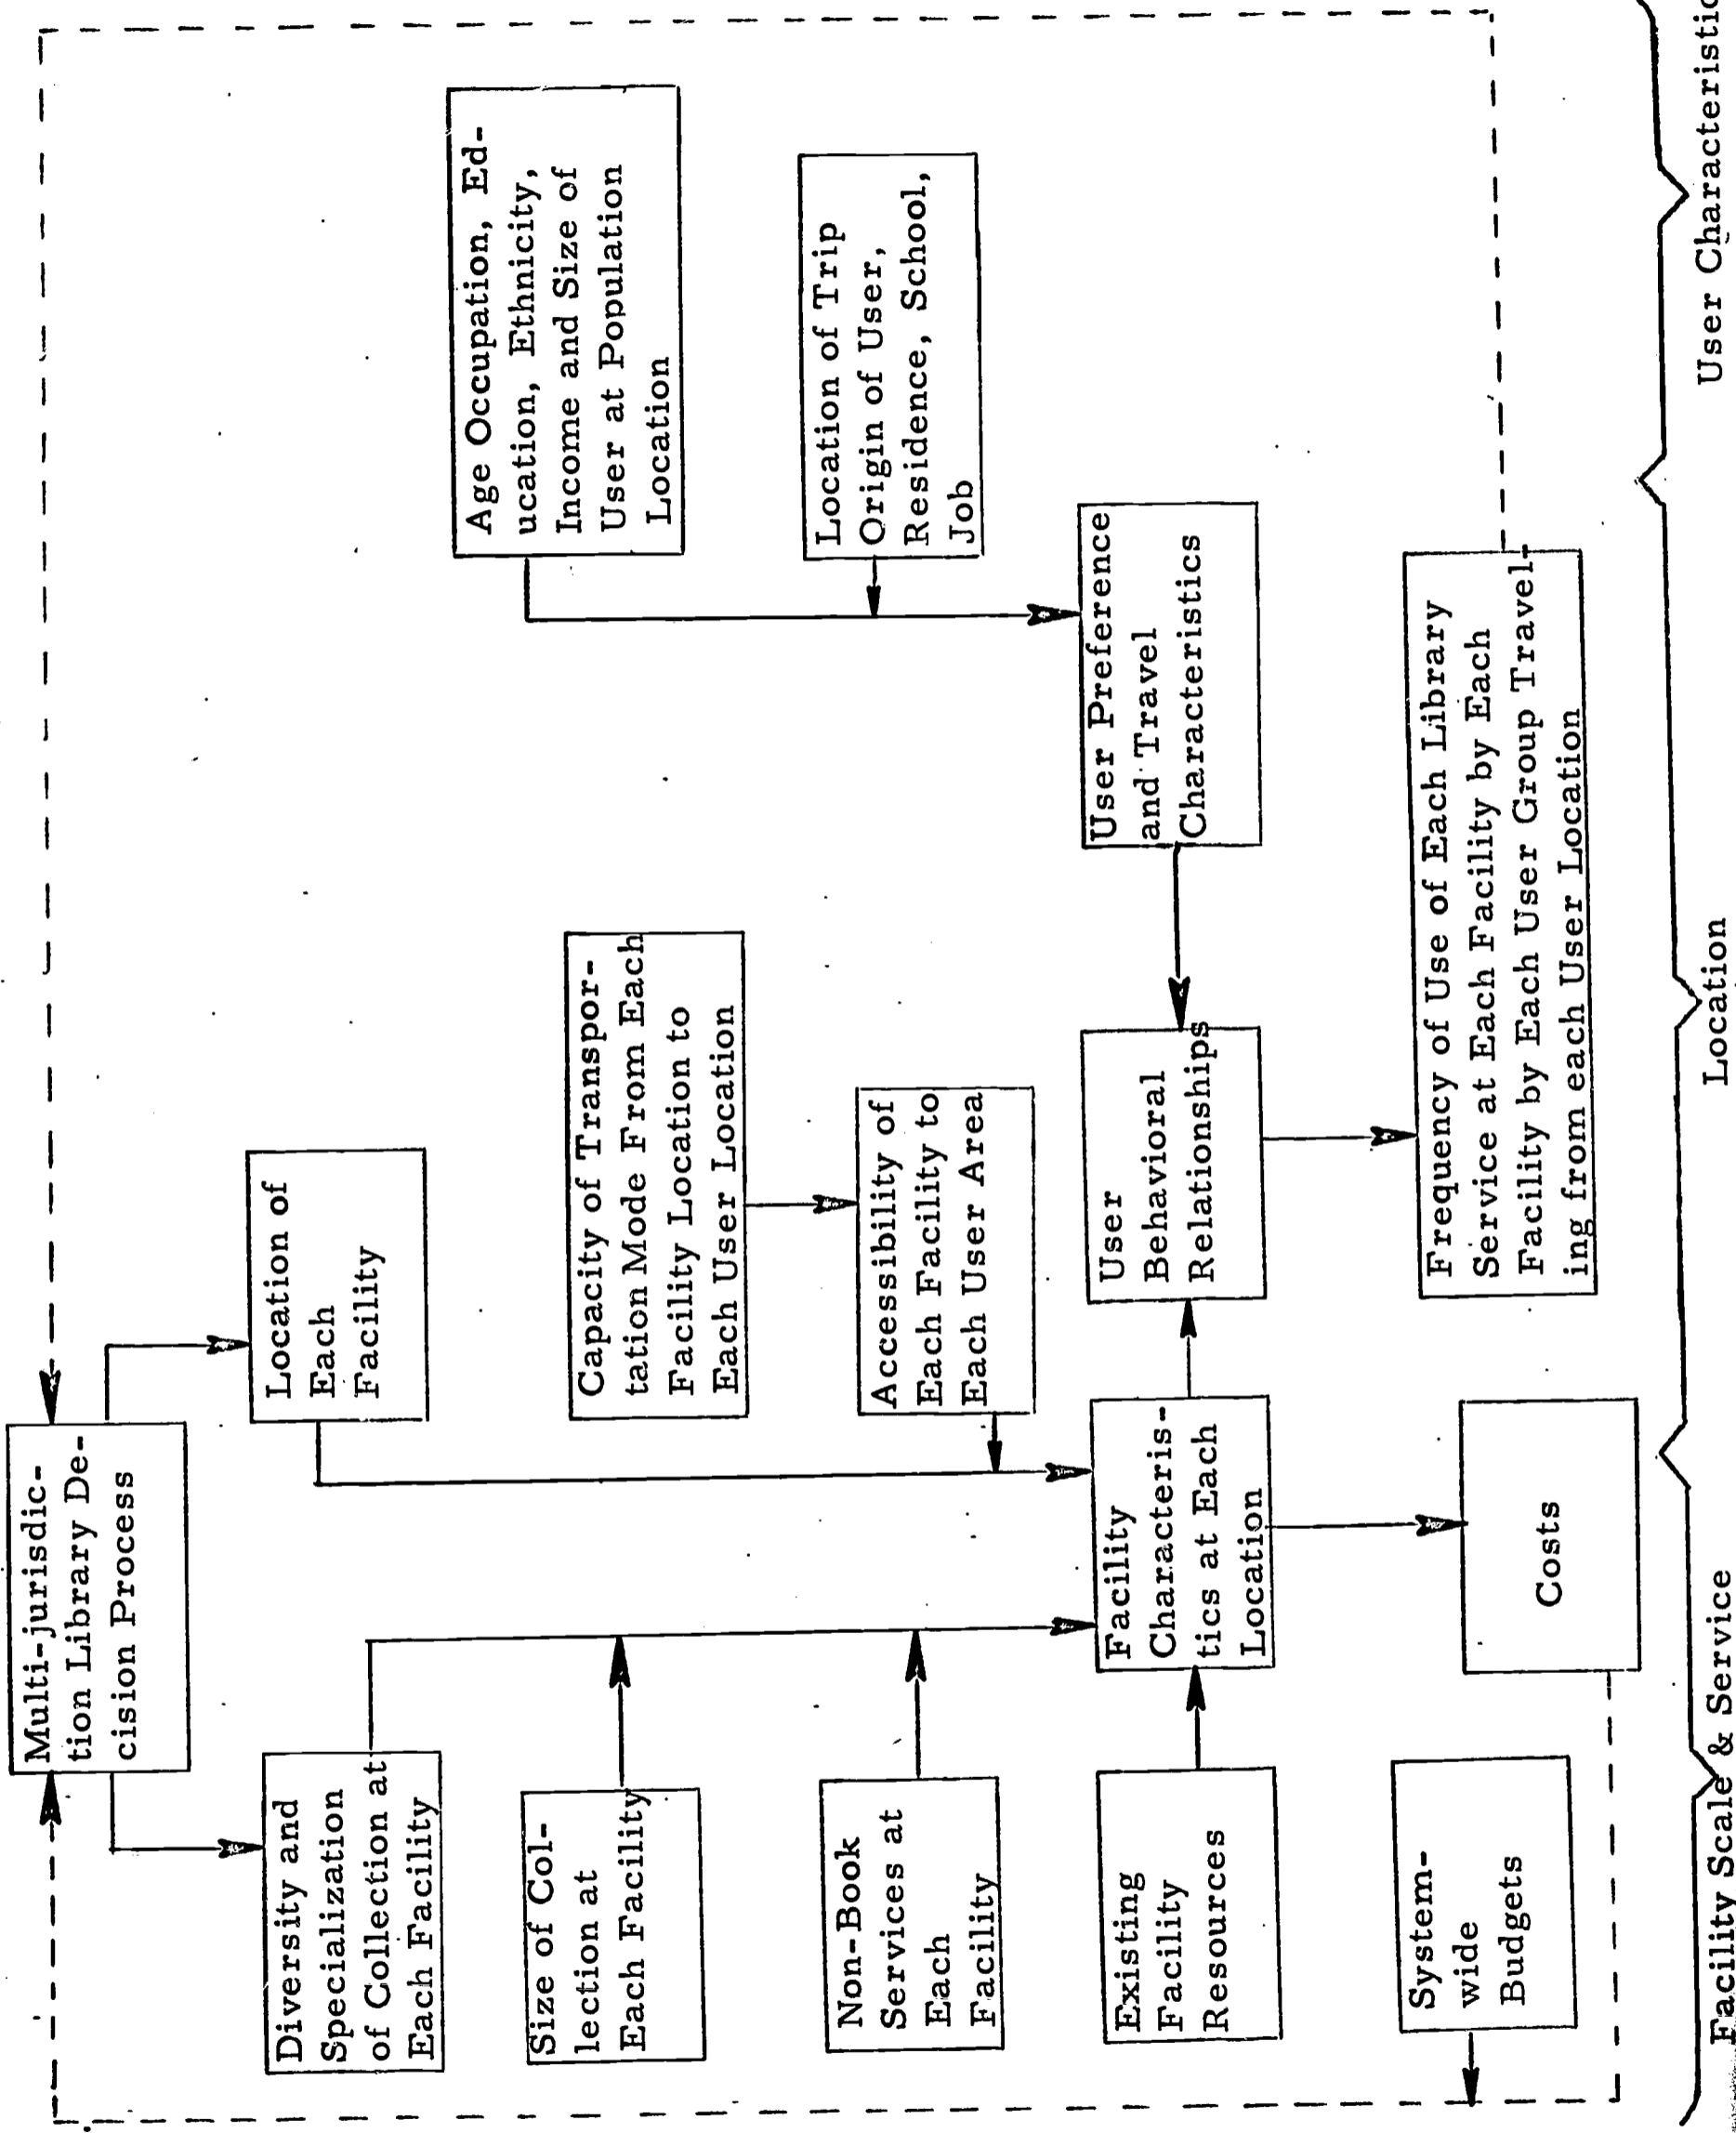 Multi-jurisdic-
tion Library De-
cision Process
Diversity and
Specialization
of Collection at
Each Facility
Location of
Each
Facility
Age Occupation, Ed-
ucation, Ethnicity,
Income and Size of
User at Population
Location
Size of Col-
lection at
Each Facility
Capacity of Transpor-
tation Mode From Each
Facility Location to
Each User Location
Location of Trip
Origin of User,
Residence, School,
Job
Non-Book
Services at
Each
Facility
Accessibility of
Each Facility to
Each User Area
Existing
Facility
Resources
Facility
Characteris-
tics at Each
Location
User
Behavioral
Relationships
User Preference
and Travel
Characteristics
System-
wide
Budgets
Costs
Frequency of Use of Each Library
Service at Each Facility by Each
Facility by Each User Group Travel-
ing from each User Location
Facility Scale & Service
Location
User Characteristic